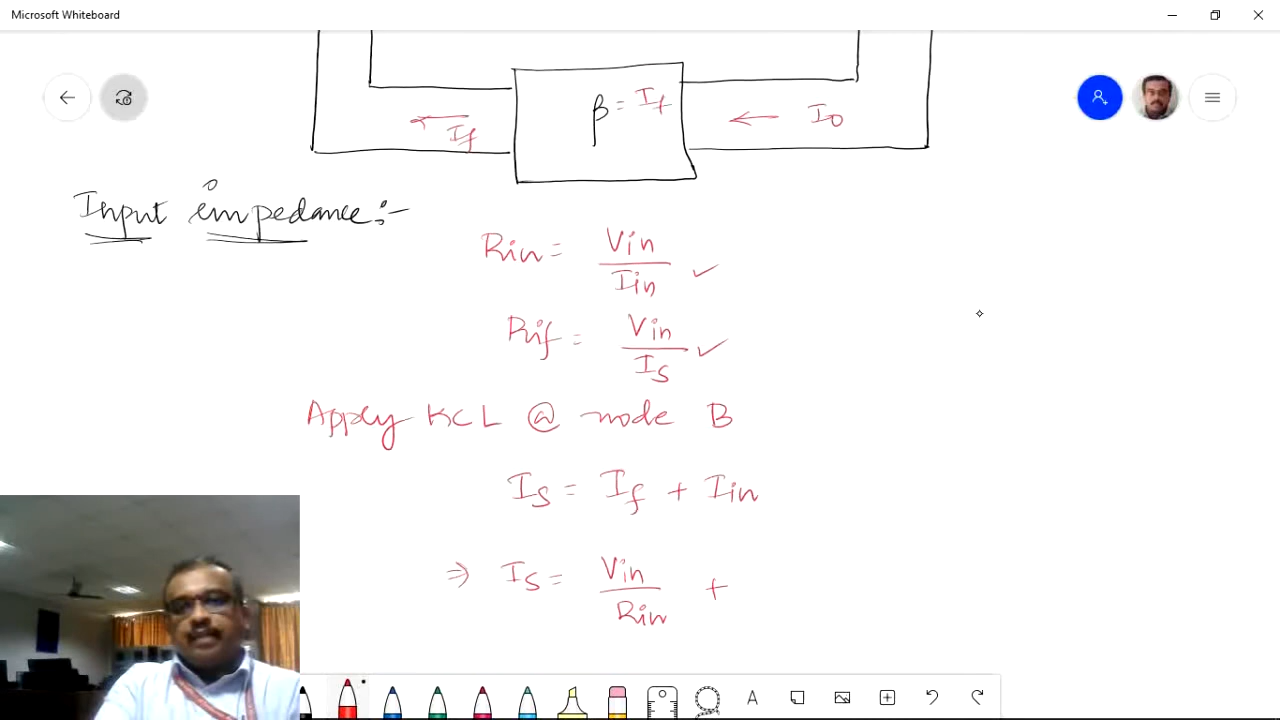 Microsoft Whiteboard
β = If
If
← Io
Input impedance :-
Rin = Vin / Iin ✓
Rif = Vin / Is ✓
Apply KCL @ node B
Is = If + Iin
⇒ Is = Vin / Rin +
A